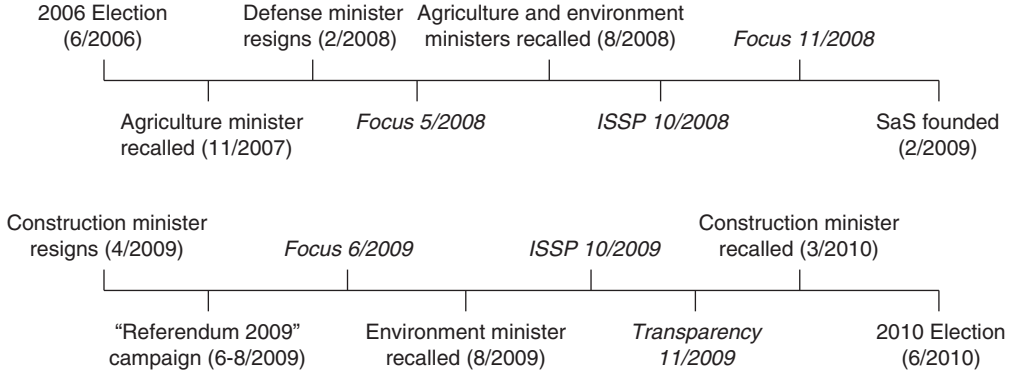 2006 Election
(6/2006)
Defense minister
resigns (2/2008)
Agriculture and environment
ministers recalled (8/2008)
Focus 11/2008
Agriculture minister
recalled (11/2007)
Focus 5/2008
ISSP 10/2008
SaS founded
(2/2009)
Construction minister
resigns (4/2009)
Focus 6/2009
ISSP 10/2009
Construction minister
recalled (3/2010)
“Referendum 2009”
campaign (6-8/2009)
Environment minister
recalled (8/2009)
Transparency
11/2009
2010 Election
(6/2010)